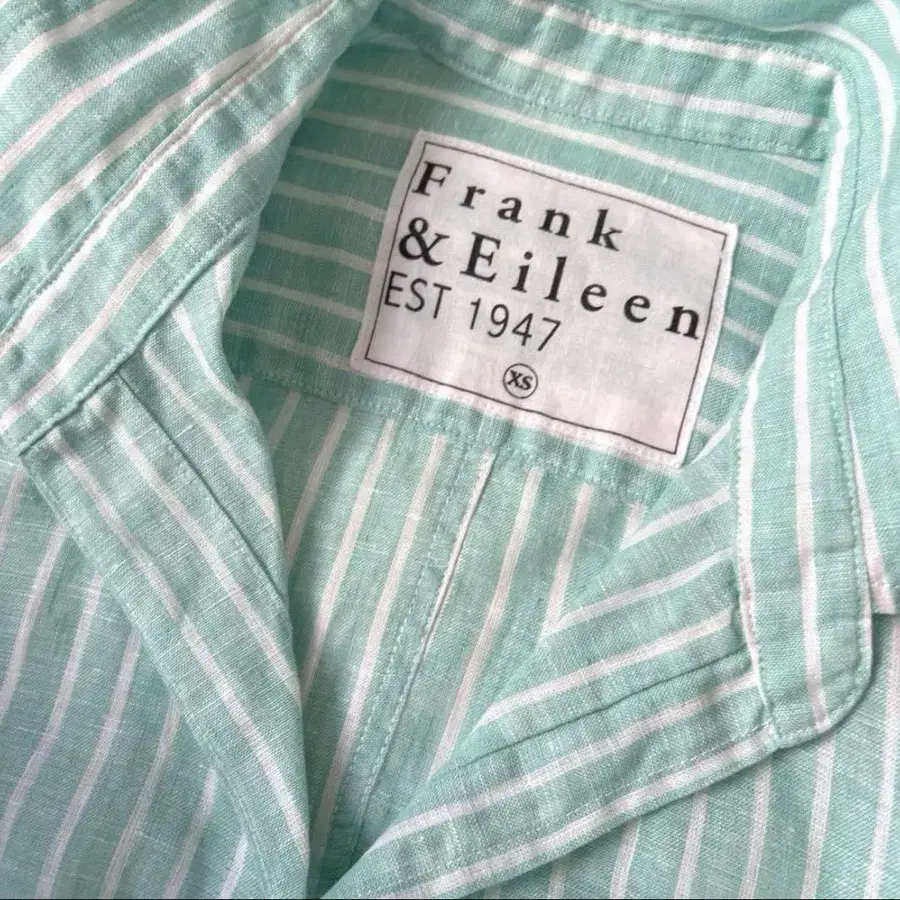 Frank
& Eileen
EST 1947
XS